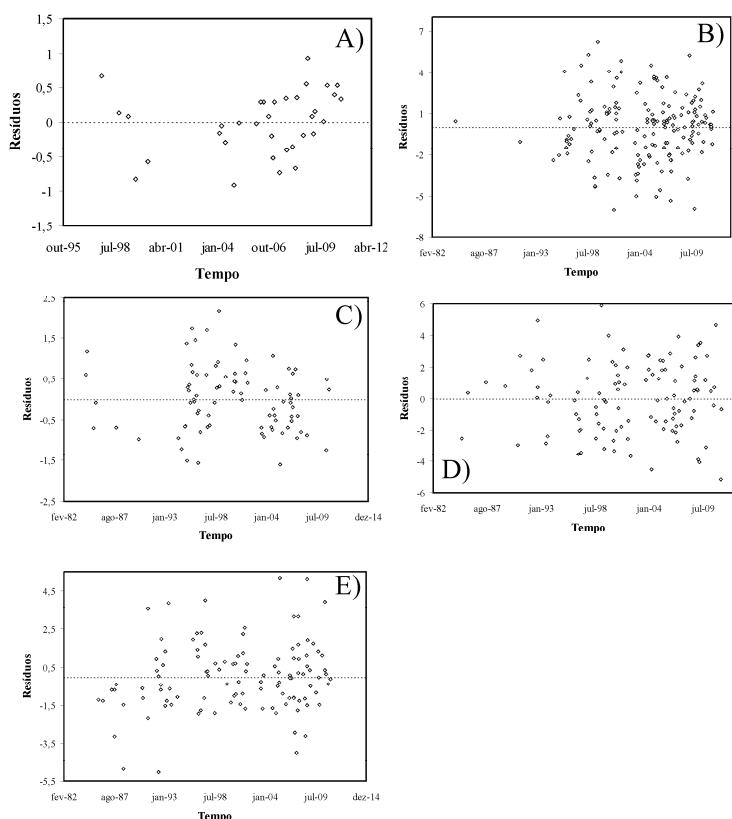 A)
1,5
1
0,5
0
-0,5
-1
-1,5
Resíduos
out-95 jul-98 abr-01 jan-04 out-06 jul-09 abr-12
Tempo
B)
7
4
1
-2
-5
-8
Resíduos
fev-82 ago-87 jan-93 jul-98 jan-04 jul-09
Tempo
C)
2,5
1,5
0,5
-0,5
-1,5
-2,5
Resíduos
fev-82 ago-87 jan-93 jul-98 jan-04 jul-09 dez-14
Tempo
D)
6
4
2
0
-2
-4
-6
Resíduos
fev-82 ago-87 jan-93 jul-98 jan-04 jul-09
Tempo
E)
4,5
2,5
0,5
-1,5
-3,5
-5,5
Resíduos
fev-82 ago-87 jan-93 jul-98 jan-04 jul-09 dez-14
Tempo